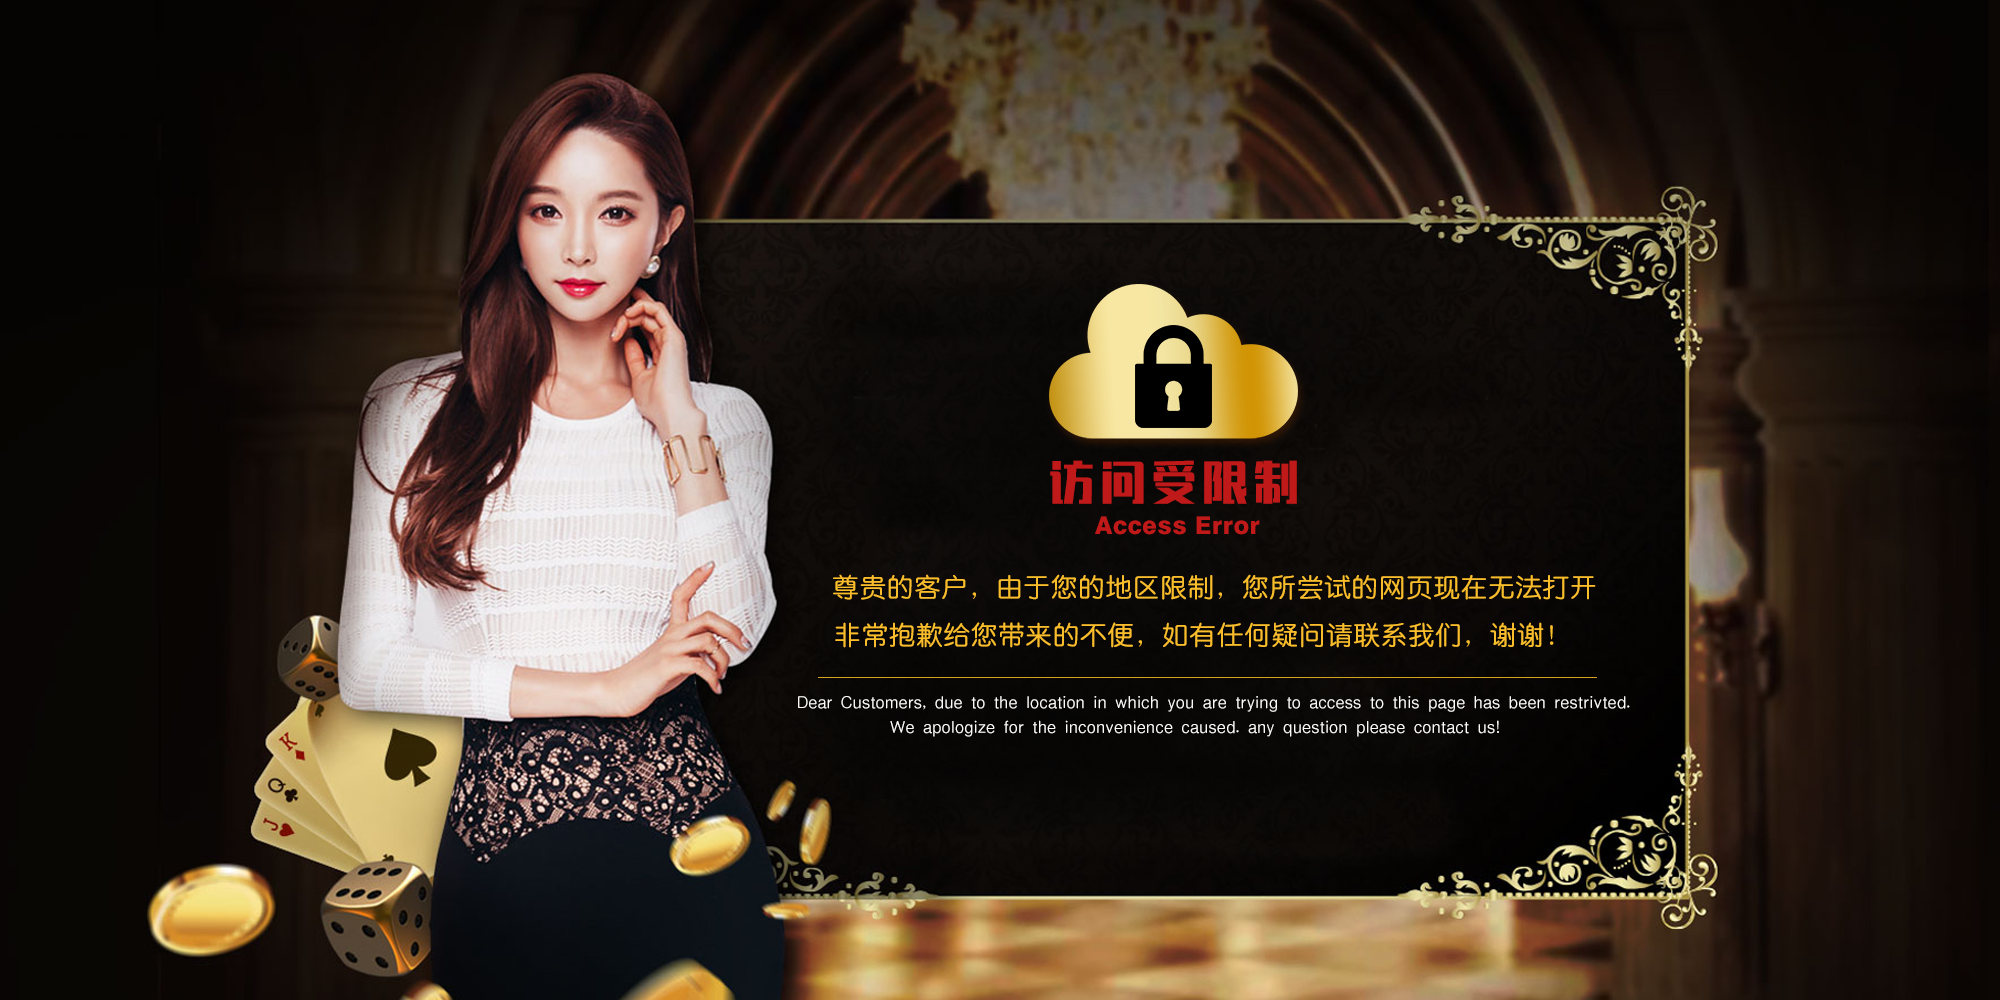 访问受限制
Access Error
尊贵的客户，由于您的地区限制，您所尝试的网页现在无法打开
非常抱歉给您带来的不便，如有任何疑问请联系我们，谢谢！
Dear Customers, due to the location in which you are trying to access to this page has been restrivted.
We apologize for the inconvenience caused. any question please contact us!
K
Q
J